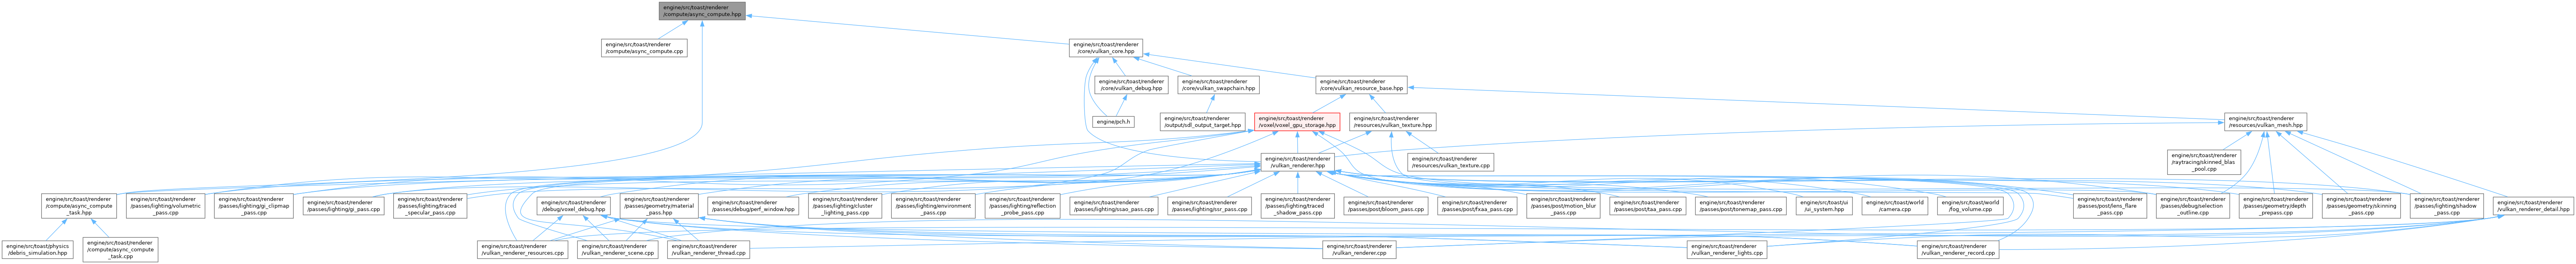 engine/src/toast/renderer
/compute/async_compute.hpp
engine/src/toast/renderer
/compute/async_compute.cpp
engine/src/toast/renderer
/core/vulkan_core.hpp
engine/src/toast/renderer
/core/vulkan_debug.hpp
engine/src/toast/renderer
/core/vulkan_swapchain.hpp
engine/src/toast/renderer
/core/vulkan_resource_base.hpp
engine/pch.h
engine/src/toast/renderer
/output/sdl_output_target.hpp
engine/src/toast/renderer
/voxel/voxel_gpu_storage.hpp
engine/src/toast/renderer
/resources/vulkan_texture.hpp
engine/src/toast/renderer
/resources/vulkan_mesh.hpp
engine/src/toast/renderer
/vulkan_renderer.hpp
engine/src/toast/renderer
/resources/vulkan_texture.cpp
engine/src/toast/renderer
/raytracing/skinned_blas
_pool.cpp
engine/src/toast/renderer
/compute/async_compute
_task.hpp
engine/src/toast/renderer
/passes/lighting/volumetric
_pass.cpp
engine/src/toast/renderer
/passes/lighting/gi_clipmap
_pass.cpp
engine/src/toast/renderer
/passes/lighting/gi_pass.cpp
engine/src/toast/renderer
/passes/lighting/traced
_specular_pass.cpp
engine/src/toast/renderer
/debug/voxel_debug.hpp
engine/src/toast/renderer
/passes/geometry/material
_pass.hpp
engine/src/toast/renderer
/passes/debug/perf_window.hpp
engine/src/toast/renderer
/passes/lighting/cluster
_lighting_pass.cpp
engine/src/toast/renderer
/passes/lighting/environment
_pass.cpp
engine/src/toast/renderer
/passes/lighting/reflection
_probe_pass.cpp
engine/src/toast/renderer
/passes/lighting/ssao_pass.cpp
engine/src/toast/renderer
/passes/lighting/ssr_pass.cpp
engine/src/toast/renderer
/passes/lighting/traced
_shadow_pass.cpp
engine/src/toast/renderer
/passes/post/bloom_pass.cpp
engine/src/toast/renderer
/passes/post/fxaa_pass.cpp
engine/src/toast/renderer
/passes/post/motion_blur
_pass.cpp
engine/src/toast/renderer
/passes/post/taa_pass.cpp
engine/src/toast/renderer
/passes/post/tonemap_pass.cpp
engine/src/toast/ui
/ui_system.hpp
engine/src/toast/world
/camera.cpp
engine/src/toast/world
/fog_volume.cpp
engine/src/toast/renderer
/passes/post/lens_flare
_pass.cpp
engine/src/toast/renderer
/passes/debug/selection
_outline.cpp
engine/src/toast/renderer
/passes/geometry/depth
_prepass.cpp
engine/src/toast/renderer
/passes/geometry/skinning
_pass.cpp
engine/src/toast/renderer
/passes/lighting/shadow
_pass.cpp
engine/src/toast/renderer
/vulkan_renderer_detail.hpp
engine/src/toast/physics
/debris_simulation.hpp
engine/src/toast/renderer
/compute/async_compute
_task.cpp
engine/src/toast/renderer
/vulkan_renderer_resources.cpp
engine/src/toast/renderer
/vulkan_renderer_scene.cpp
engine/src/toast/renderer
/vulkan_renderer_thread.cpp
engine/src/toast/renderer
/vulkan_renderer.cpp
engine/src/toast/renderer
/vulkan_renderer_lights.cpp
engine/src/toast/renderer
/vulkan_renderer_record.cpp